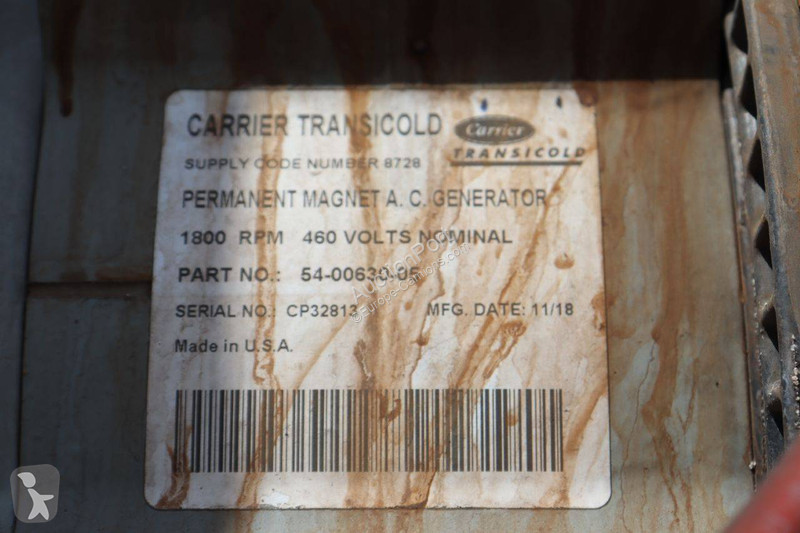 CARRIER TRANSICOLD
Carrier
TRANSICOLD
SUPPLY CODE NUMBER 8728
PERMANENT MAGNET A. C. GENERATOR
1800 RPM 460 VOLTS NOMINAL
PART NO.: 54-00630-05
SERIAL NO.: CP32813 MFG. DATE: 11/18
Made in U.S.A.